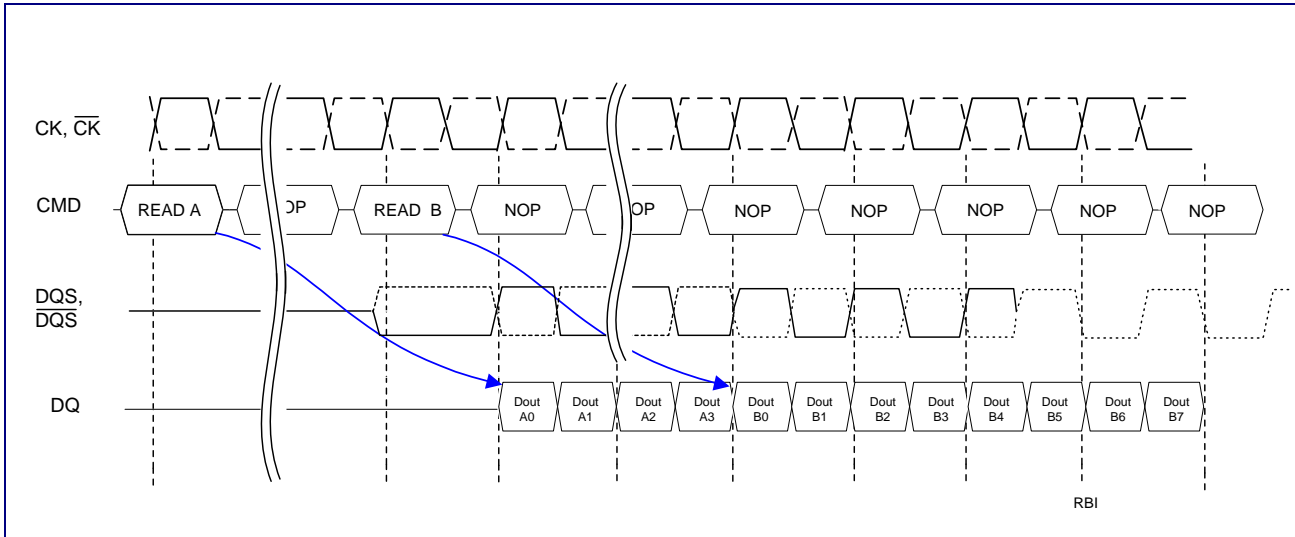 CK, CK
CMD
READ A
OP
READ B
NOP
OP
NOP
NOP
NOP
NOP
NOP
DQS,
DQS
DQ
Dout A0
Dout A1
Dout A2
Dout A3
Dout B0
Dout B1
Dout B2
Dout B3
Dout B4
Dout B5
Dout B6
Dout B7
RBI